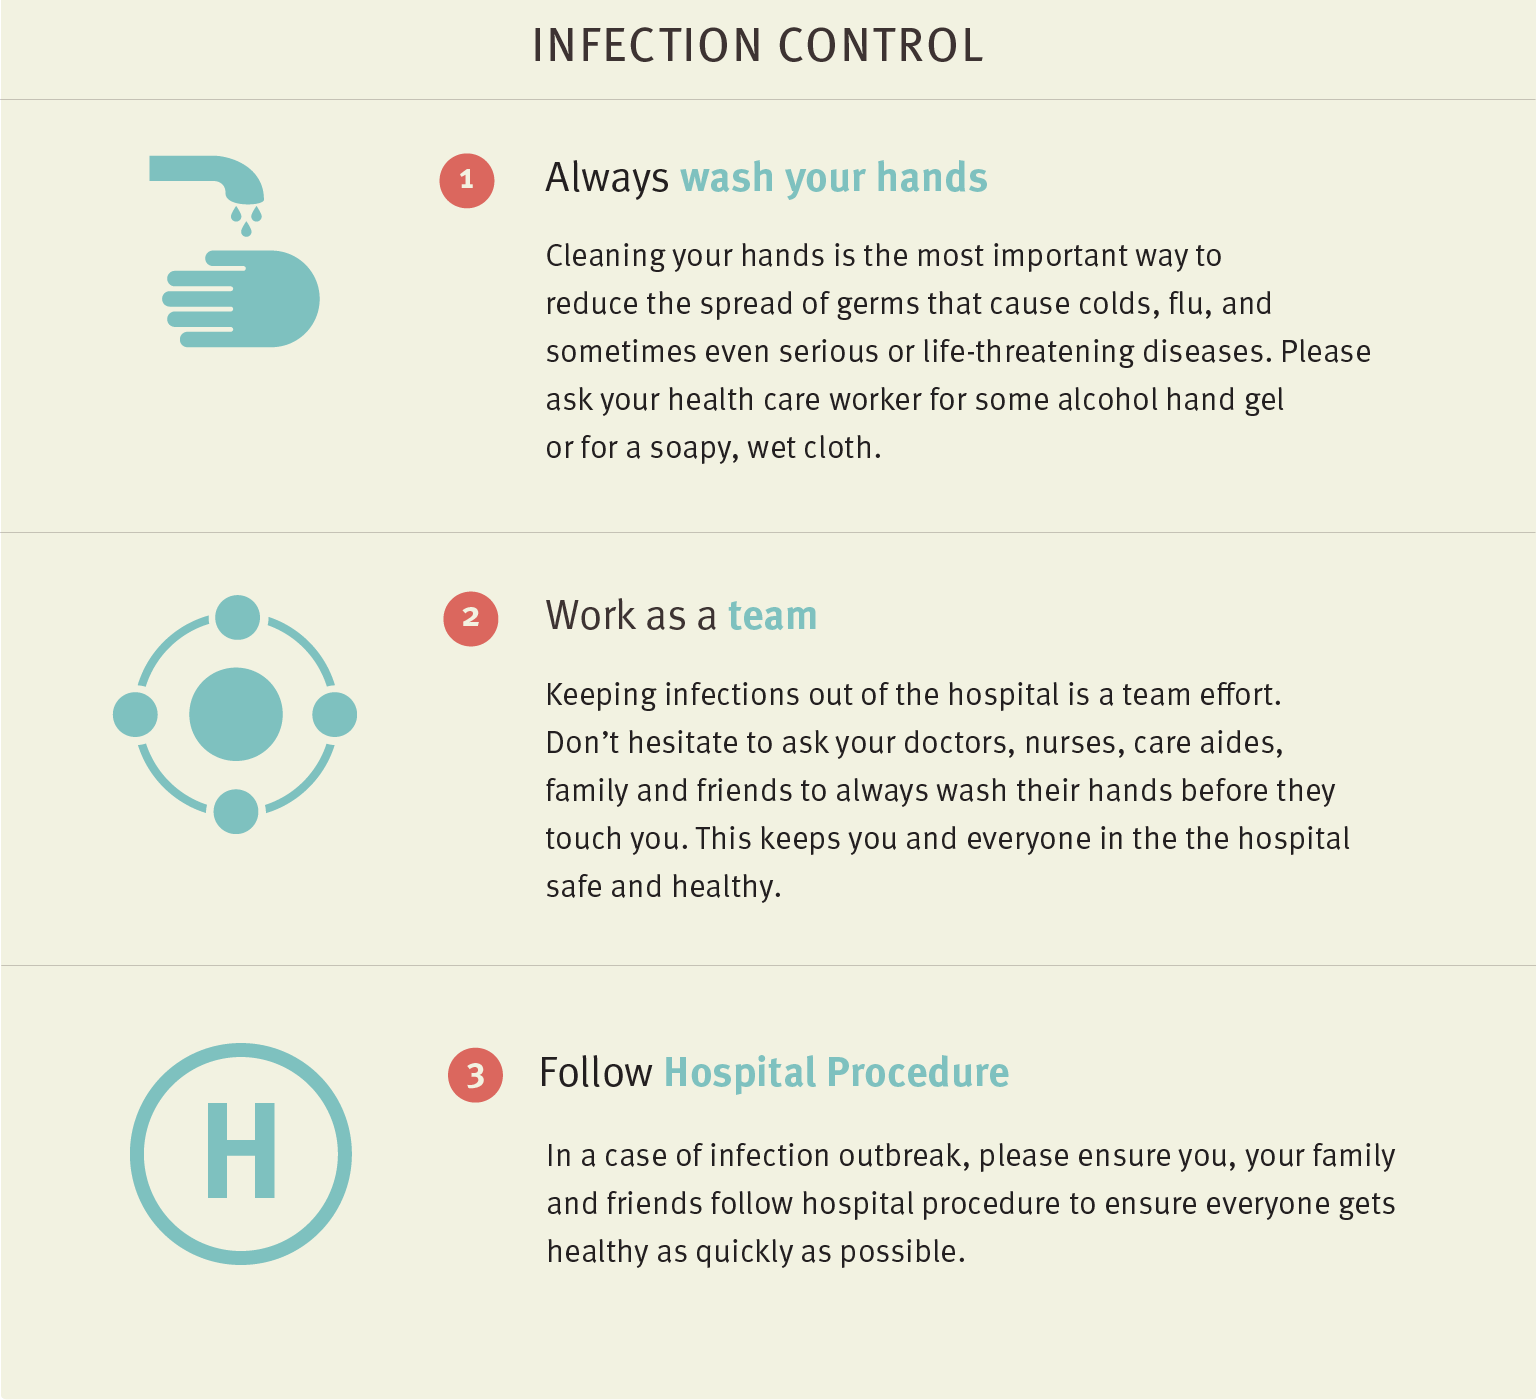 INFECTION CONTROL
1 Always wash your hands
Cleaning your hands is the most important way to
reduce the spread of germs that cause colds, flu, and
sometimes even serious or life-threatening diseases. Please
ask your health care worker for some alcohol hand gel
or for a soapy, wet cloth.
2 Work as a team
Keeping infections out of the hospital is a team effort.
Don’t hesitate to ask your doctors, nurses, care aides,
family and friends to always wash their hands before they
touch you. This keeps you and everyone in the the hospital
safe and healthy.
H
3 Follow Hospital Procedure
In a case of infection outbreak, please ensure you, your family
and friends follow hospital procedure to ensure everyone gets
healthy as quickly as possible.